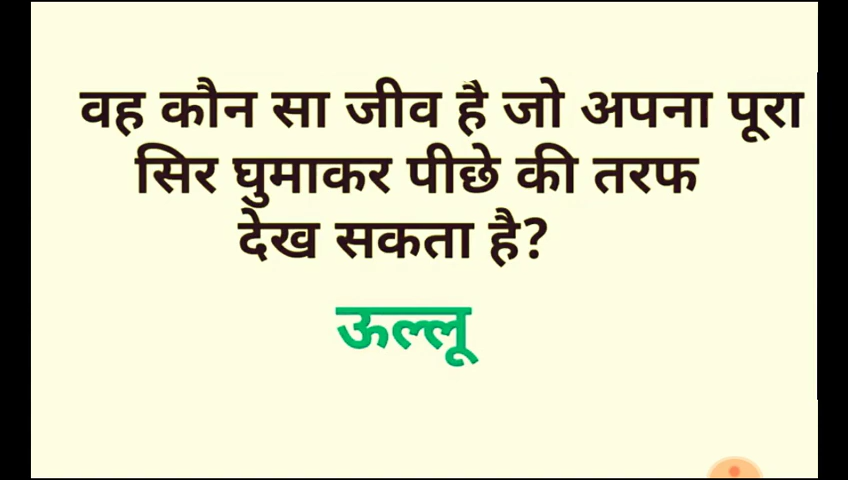 वह कौन सा जीव है जो अपना पूरा
सिर घुमाकर पीछे की तरफ
देख सकता है?
ऊल्लू